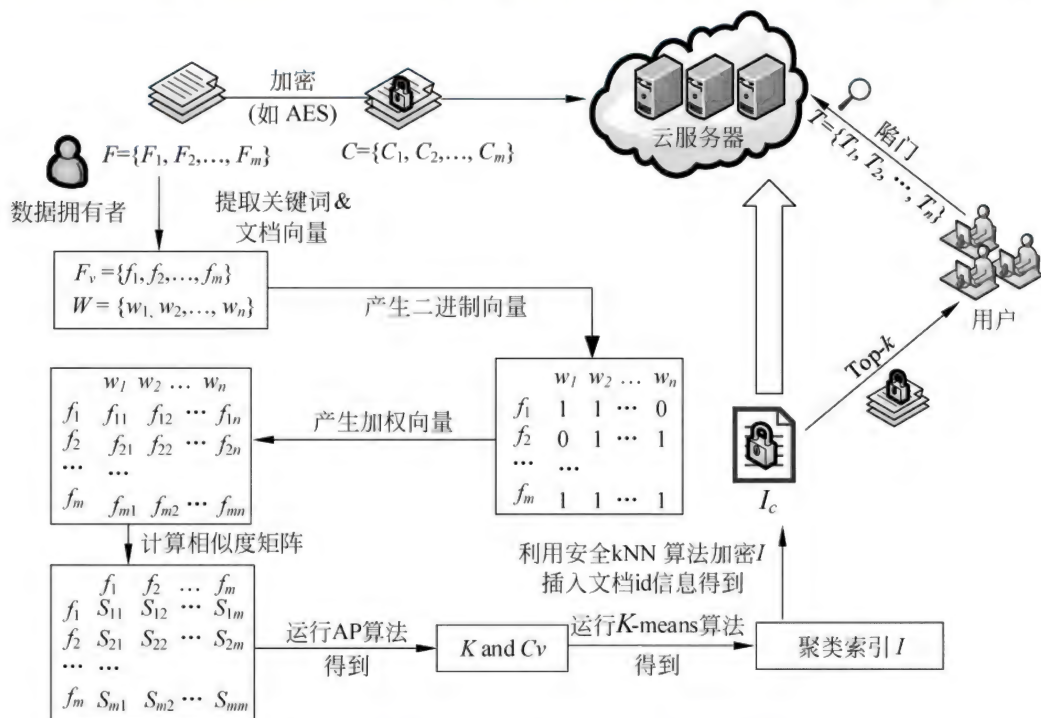 加密
(如 AES)
F={F₁, F₂,…, Fₘ}
C={C₁, C₂,…, Cₘ}
云服务器
陷门
T={T₁, T₂, …, Tₙ}
数据拥有者
提取关键词&
文档向量
用户
Fᵥ ={f₁, f₂,…, fₘ}
W = {w₁、w₂,…, wₙ}
产生二进制向量
Top-k
w₁ w₂ … wₙ
f₁ 1 1 … 0
f₂ 0 1 … 1
… …
fₘ 1 1 … 1
产生加权向量
w₁ w₂ … wₙ
f₁ f₁₁ f₁₂ … f₁ₙ
f₂ f₂₁ f₂₂ … f₂ₙ
… …
fₘ fₘ₁ fₘ₂ … fₘₙ
I_c
计算相似度矩阵
利用安全kNN 算法加密I
插入文档id信息得到
f₁ f₂ … fₘ
f₁ S₁₁ S₁₂ … S₁ₘ
f₂ S₂₁ S₂₂ … S₂ₘ
… …
fₘ Sₘ₁ Sₘ₂ … Sₘₘ
运行AP算法
得到
K and Cv
运行K-means算法
得到
聚类索引 I